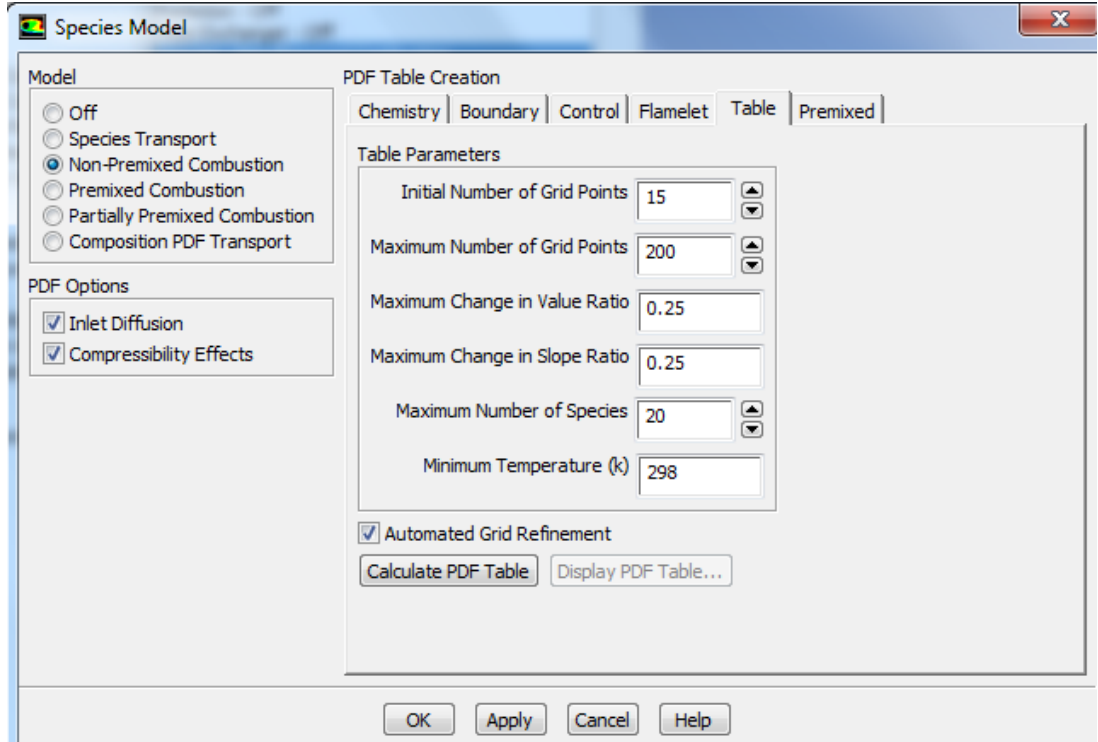 Species Model
Model
Off
Species Transport
Non-Premixed Combustion
Premixed Combustion
Partially Premixed Combustion
Composition PDF Transport
PDF Options
Inlet Diffusion
Compressibility Effects
PDF Table Creation
Chemistry Boundary Control Flamelet Table Premixed
Table Parameters
Initial Number of Grid Points 15
Maximum Number of Grid Points 200
Maximum Change in Value Ratio 0.25
Maximum Change in Slope Ratio 0.25
Maximum Number of Species 20
Minimum Temperature (k) 298
Automated Grid Refinement
Calculate PDF Table Display PDF Table...
OK Apply Cancel Help